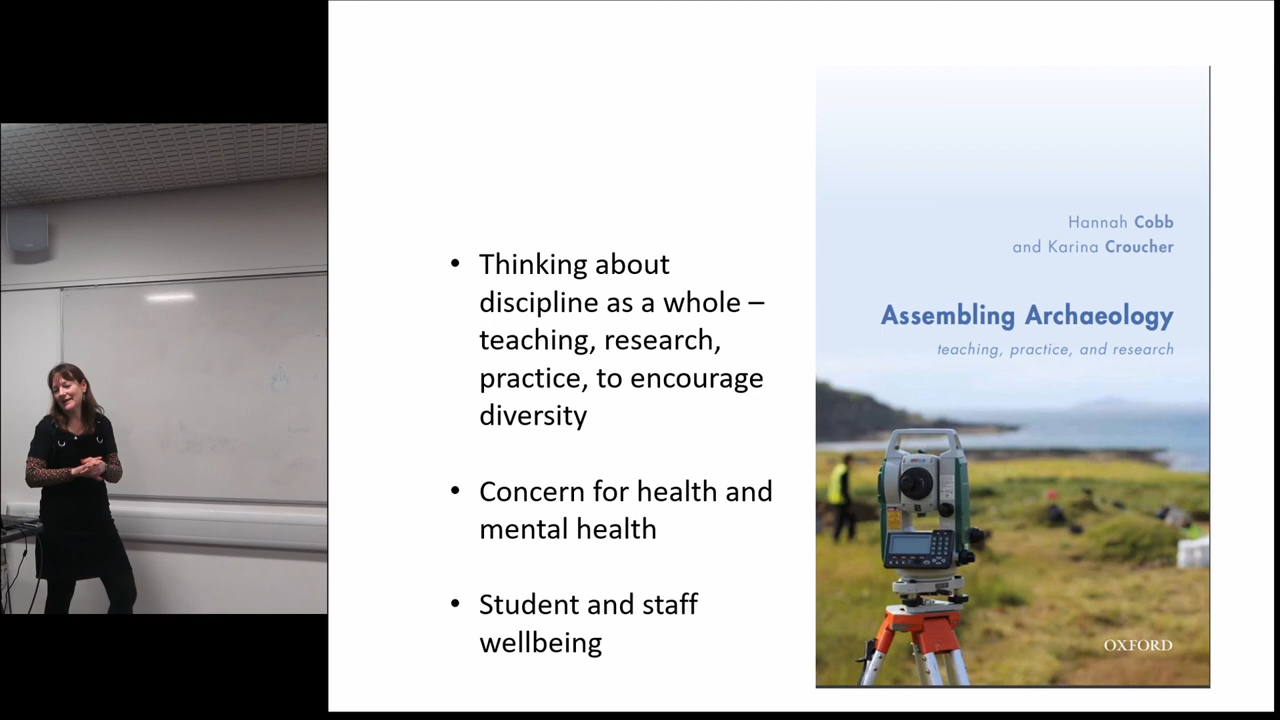 • Thinking about
discipline as a whole –
teaching, research,
practice, to encourage
diversity
• Concern for health and
mental health
• Student and staff
wellbeing
Hannah Cobb
and Karina Croucher
Assembling Archaeology
teaching, practice, and research
OXFORD